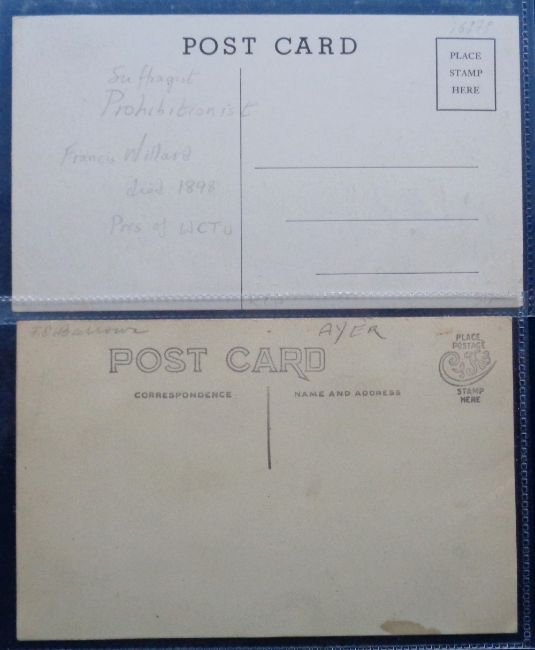 POST CARD
PLACE
STAMP
HERE
Suffragist
Prohibitionist
Francis Willard
died 1898
Pres of WCTU
AYER
POST CARD
PLACE
POSTAGE
STAMP
HERE
CORRESPONDENCE
NAME AND ADDRESS